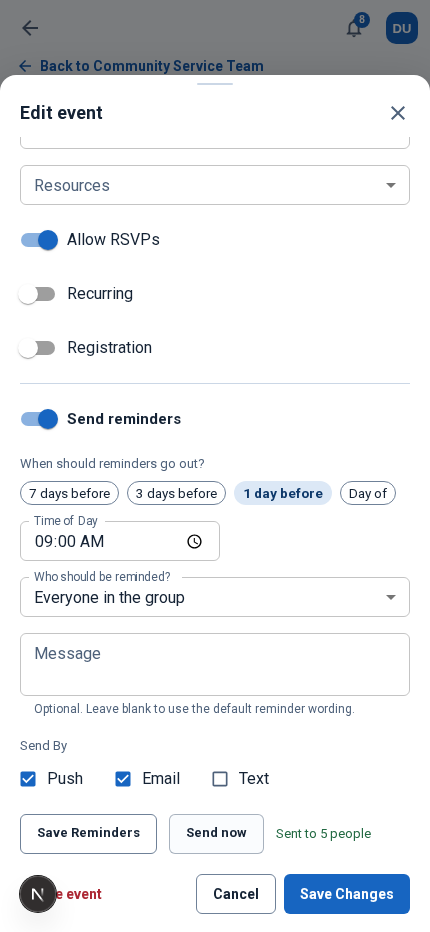 8
DU
Back to Community Service Team
Edit event
Resources
Allow RSVPs
Recurring
Registration
Send reminders
When should reminders go out?
7 days before 3 days before 1 day before Day of
Time of Day
09:00 AM
Who should be reminded?
Everyone in the group
Message
Optional. Leave blank to use the default reminder wording.
Send By
Push Email Text
Save Reminders Send now Sent to 5 people
N event Cancel Save Changes